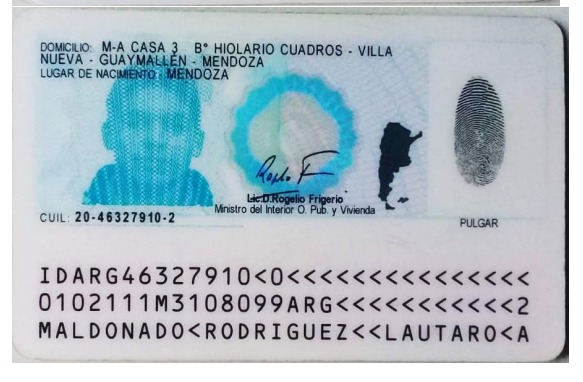 DOMICILIO: M-A CASA 3 B° HIOLARIO CUADROS - VILLA
NUEVA - GUAYMALLÉN - MENDOZA
LUGAR DE NACIMIENTO: MENDOZA
Lic.D.Rogelio Frigerio
Ministro del Interior O. Pub. y Vivienda
CUIL: 20-46327910-2
PULGAR
IDARG46327910<0<<<<<<<<<<<<<<<
0102111M3108099ARG<<<<<<<<<<<2
MALDONADO<RODRIGUEZ<<LAUTARO<A